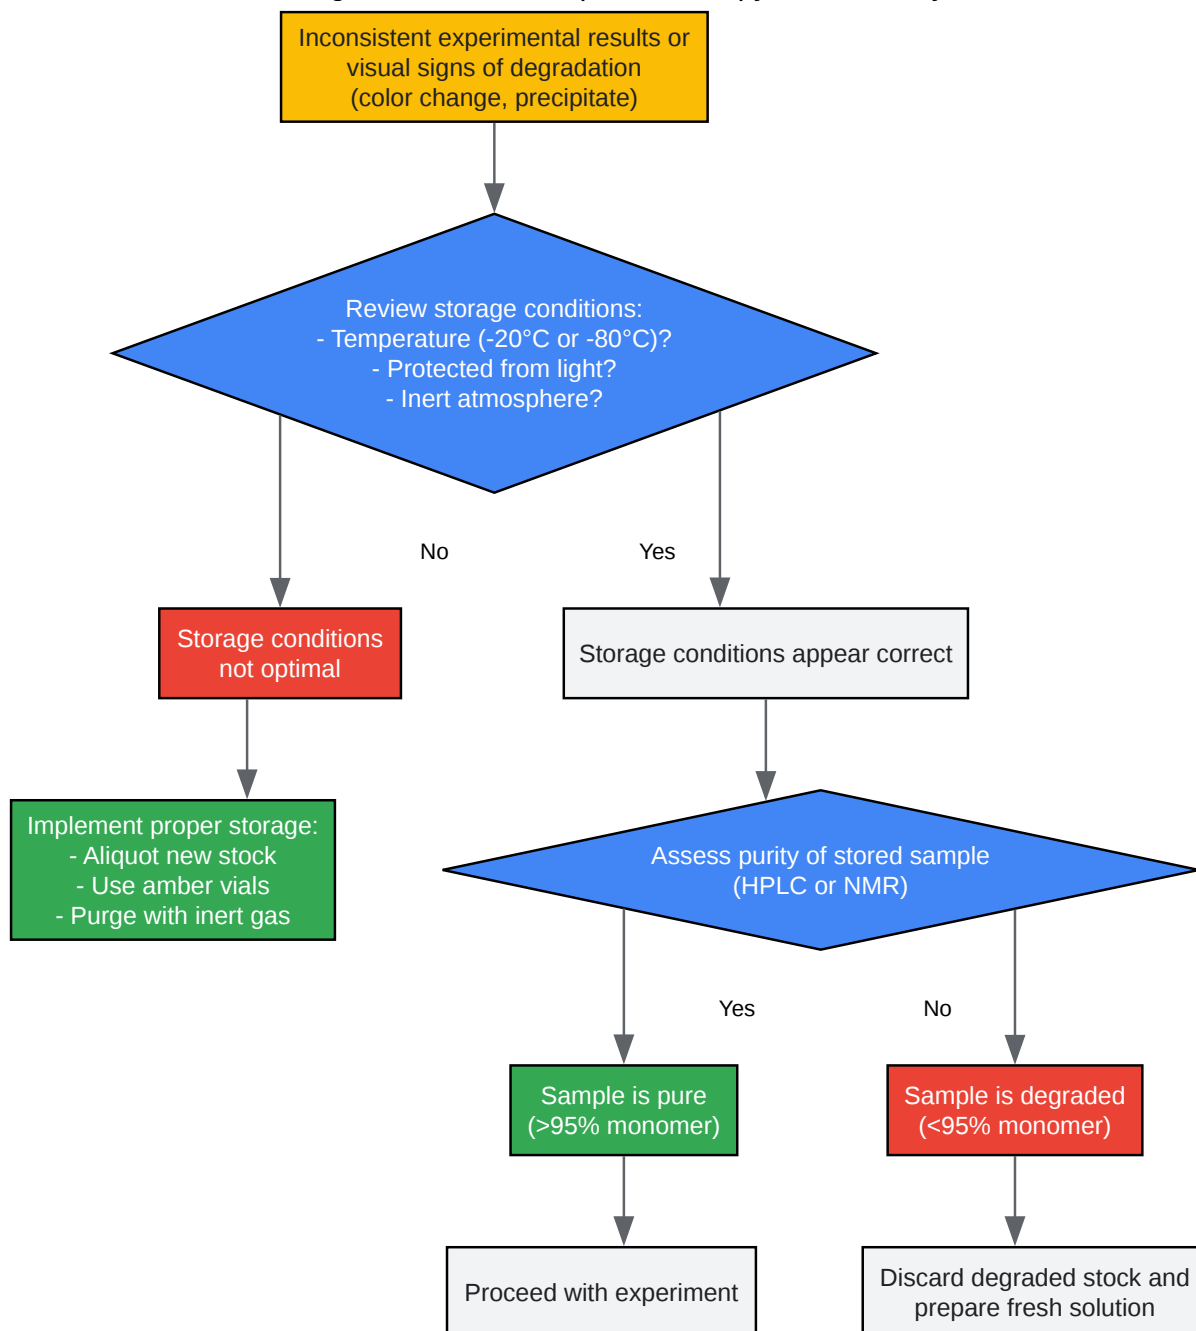 Inconsistent experimental results or
visual signs of degradation
(color change, precipitate)
Review storage conditions:
- Temperature (-20°C or -80°C)?
- Protected from light?
- Inert atmosphere?
No
Yes
Storage conditions
not optimal
Storage conditions appear correct
Implement proper storage:
- Aliquot new stock
- Use amber vials
- Purge with inert gas
Assess purity of stored sample
(HPLC or NMR)
Yes
No
Sample is pure
(>95% monomer)
Sample is degraded
(<95% monomer)
Proceed with experiment
Discard degraded stock and
prepare fresh solution